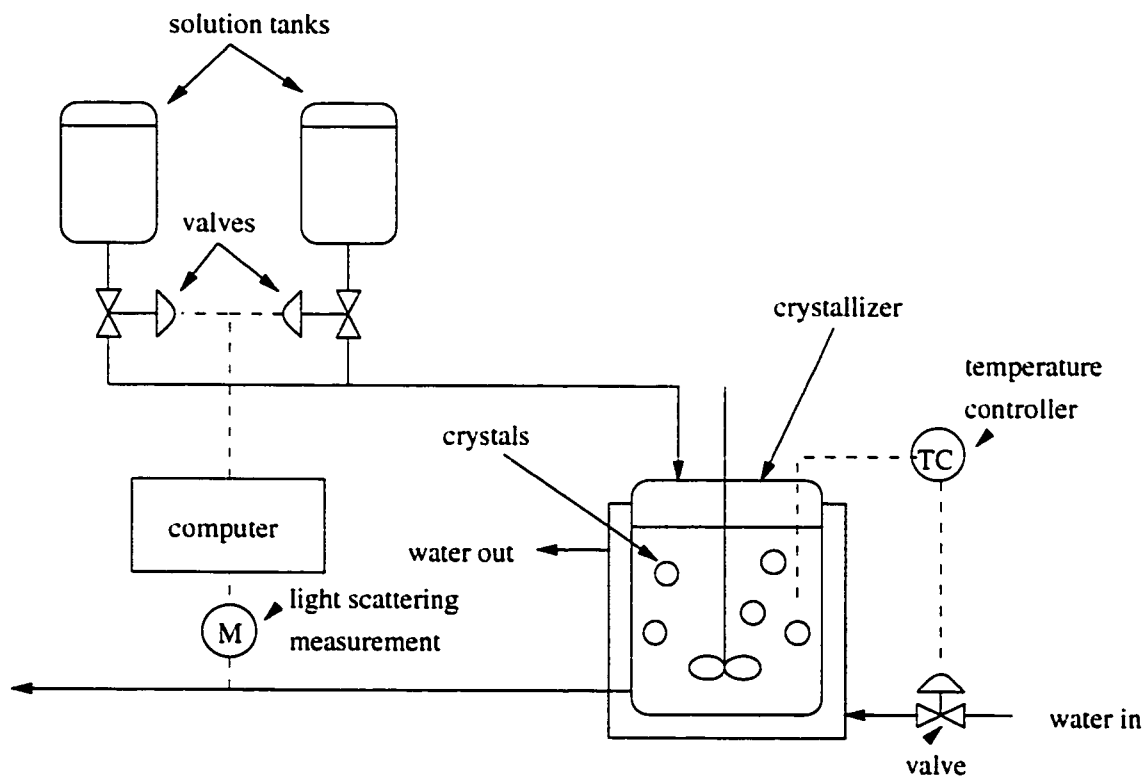 solution tanks
valves
crystallizer
temperature
controller
TC
crystals
computer
water out
light scattering
measurement
M
water in
valve